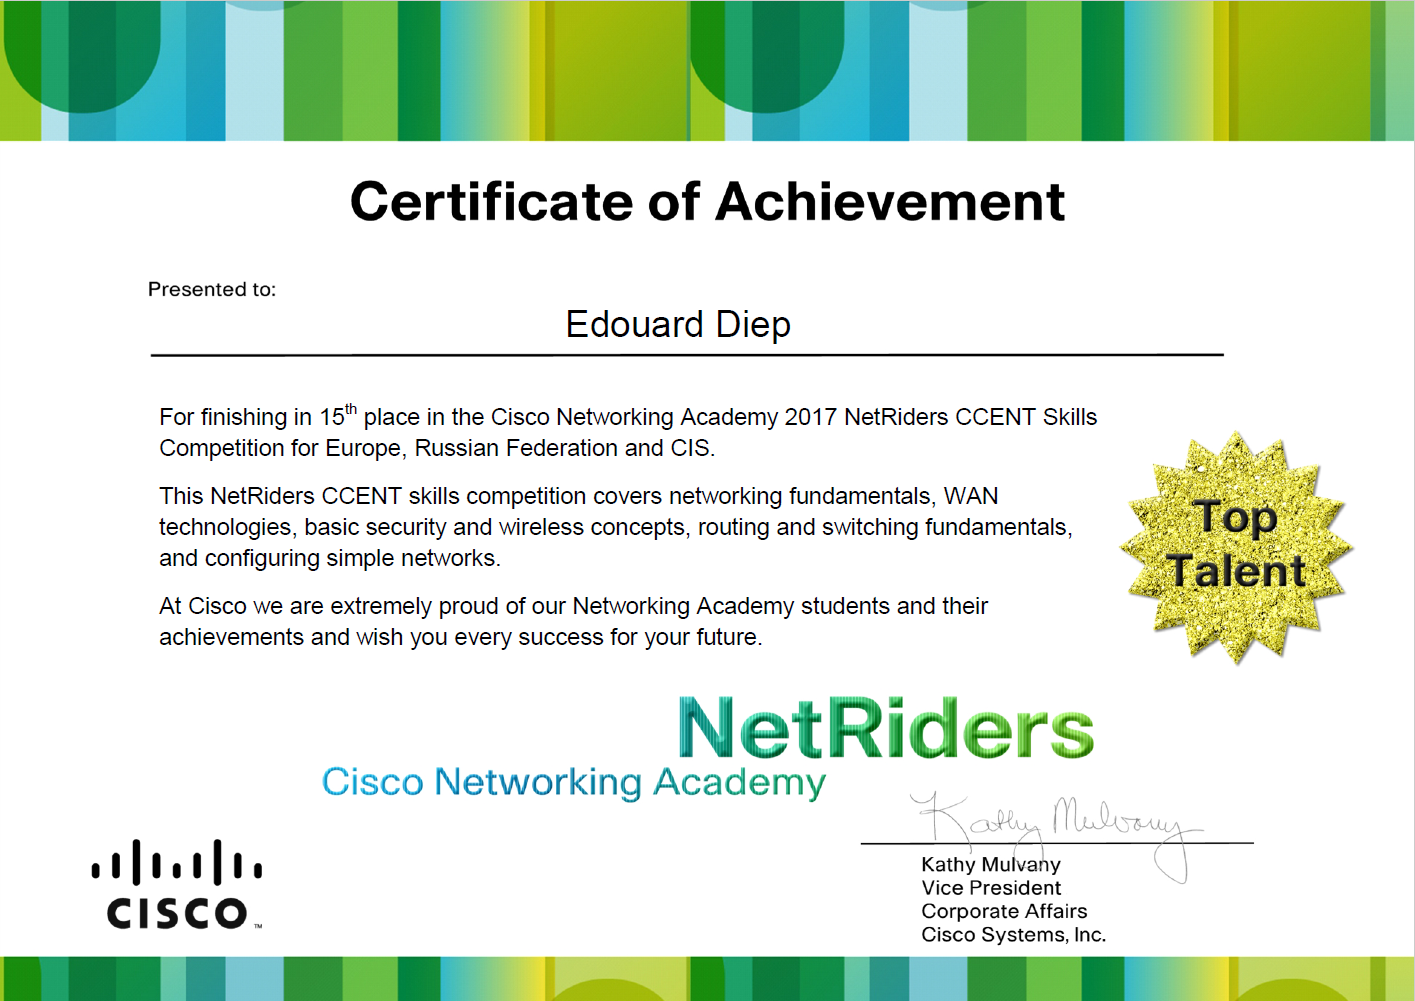 Certificate of Achievement
Presented to:
Edouard Diep
For finishing in 15th place in the Cisco Networking Academy 2017 NetRiders CCENT Skills
Competition for Europe, Russian Federation and CIS.
This NetRiders CCENT skills competition covers networking fundamentals, WAN
technologies, basic security and wireless concepts, routing and switching fundamentals,
and configuring simple networks.
At Cisco we are extremely proud of our Networking Academy students and their
achievements and wish you every success for your future.
Top
Talent
NetRiders
Cisco Networking Academy
Kathy Mulvany
Kathy Mulvany
Vice President
Corporate Affairs
Cisco Systems, Inc.
CISCO™